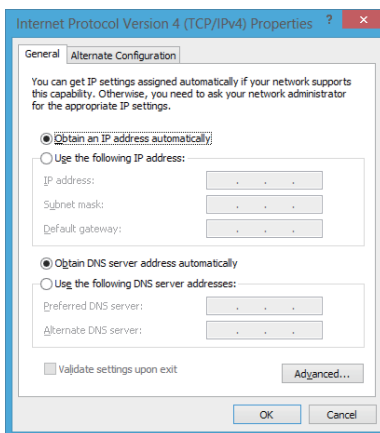 Internet Protocol Version 4 (TCP/IPv4) Properties ? ×
General Alternate Configuration
You can get IP settings assigned automatically if your network supports
this capability. Otherwise, you need to ask your network administrator
for the appropriate IP settings.
Obtain an IP address automatically
Use the following IP address:
IP address: . . .
Subnet mask: . . .
Default gateway: . . .
Obtain DNS server address automatically
Use the following DNS server addresses:
Preferred DNS server: . . .
Alternate DNS server: . . .
Validate settings upon exit
Advanced...
OK Cancel